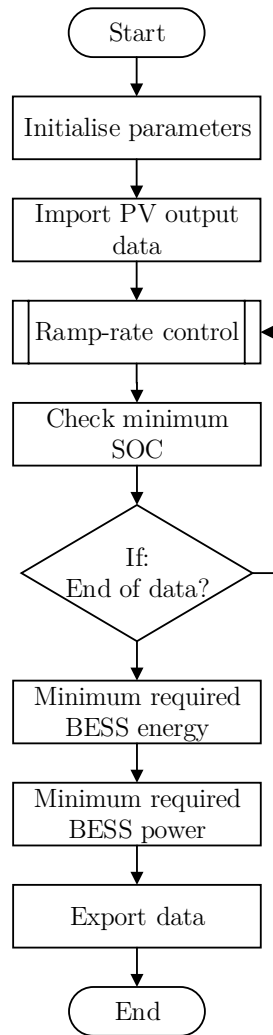 Start
Initialise parameters
Import PV output
data
Ramp-rate control
Check minimum
SOC
If:
End of data?
Minimum required
BESS energy
Minimum required
BESS power
Export data
End